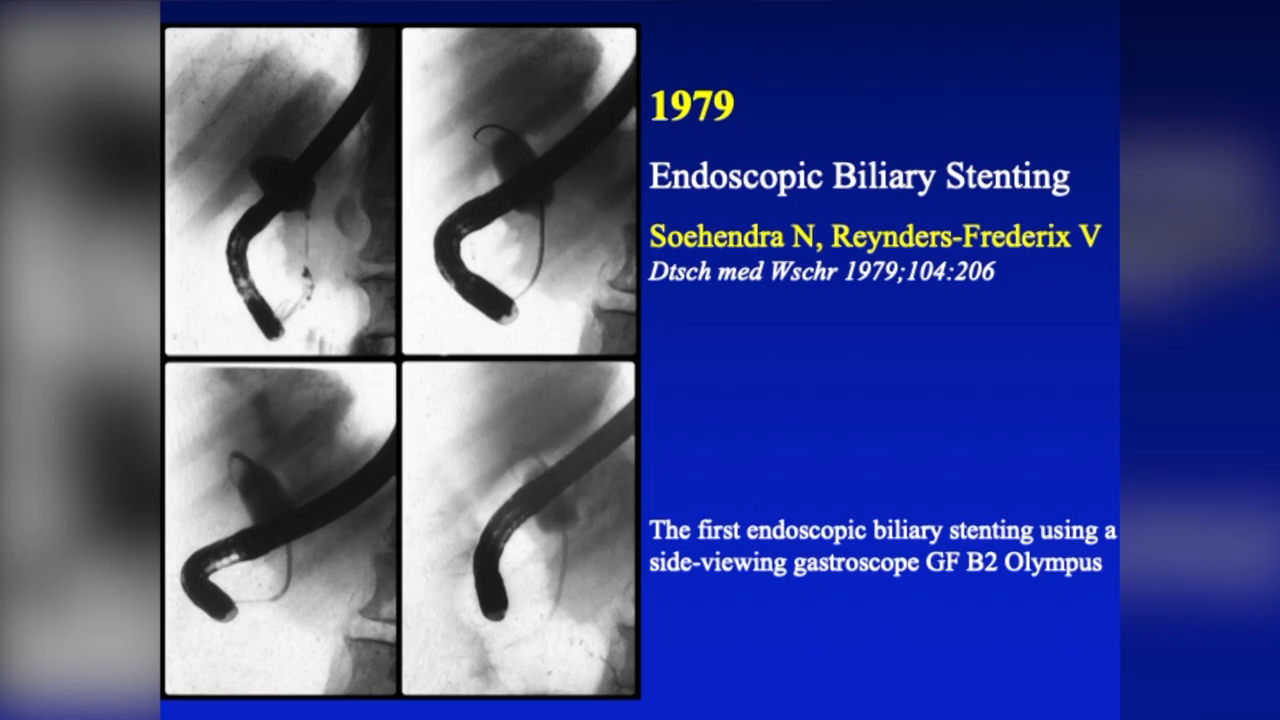 1979
Endoscopic Biliary Stenting
Soehendra N, Reynders-Frederix V
Dtsch med Wschr 1979;104:206
The first endoscopic biliary stenting using a
side-viewing gastroscope GF B2 Olympus